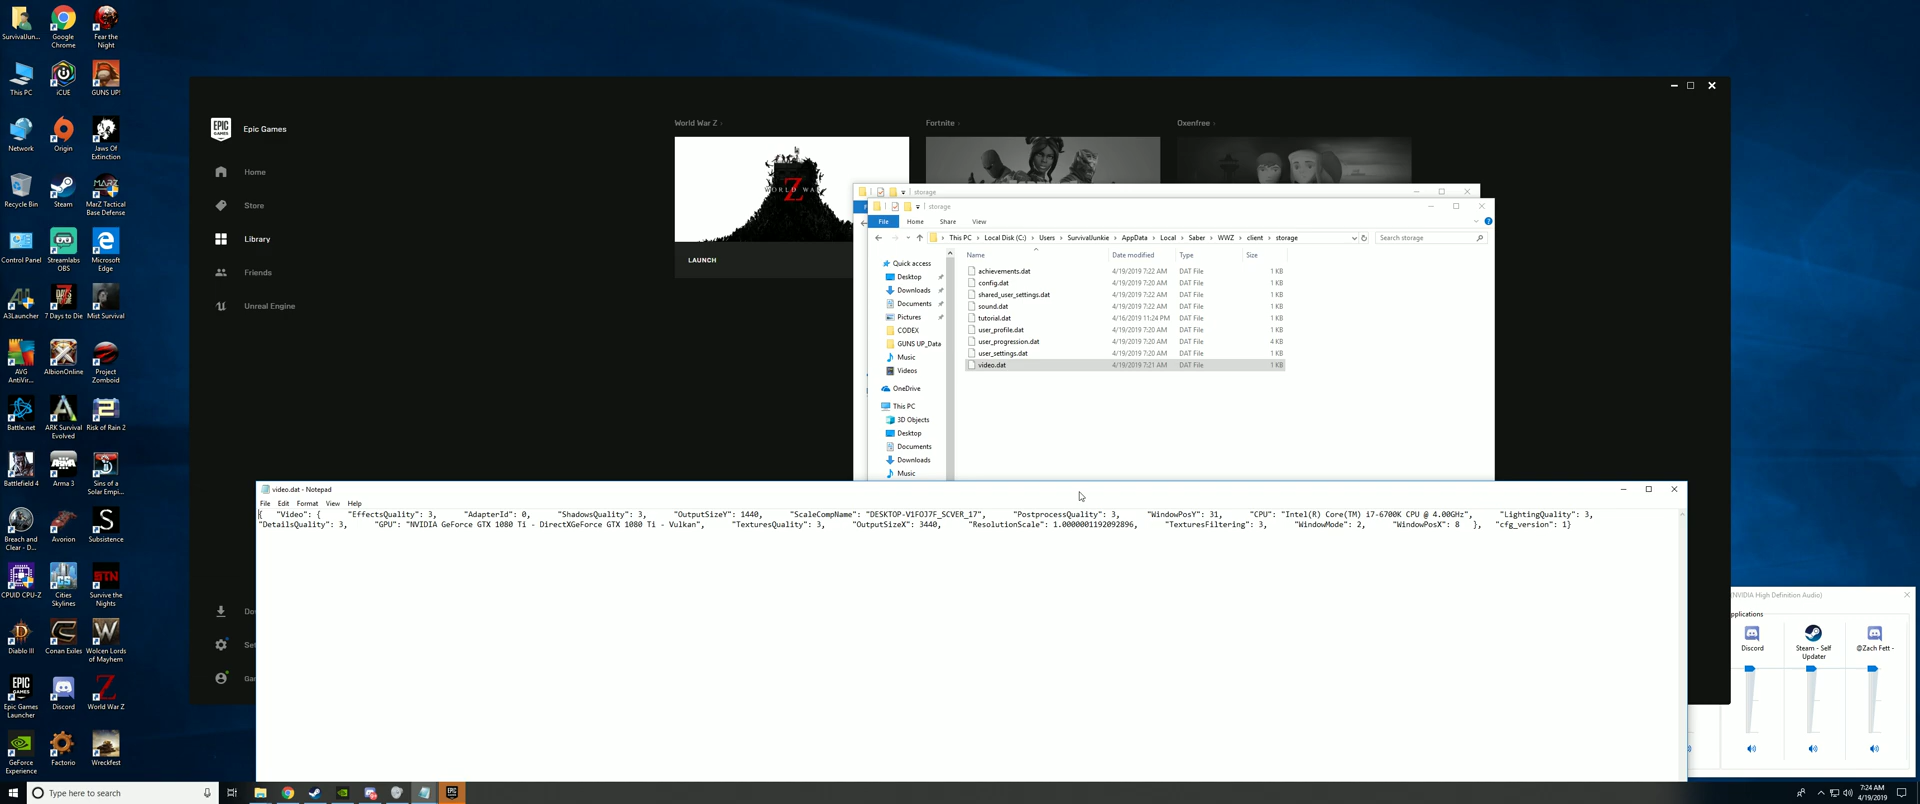 SurvivalJun...
Google Chrome
Fear the Night
This PC
iCUE
GUNS UP!
Network
Origin
Jaws Of Extinction
Recycle Bin
Steam
MarZ Tactical Base Defense
Control Panel
Streamlabs OBS
Microsoft Edge
A3Launcher
7 Days to Die
Mist Survival
AVG AntiVir...
AlbionOnline
Project Zomboid
Battle.net
ARK Survival Evolved
Risk of Rain 2
Battlefield 4
Arma 3
Sins of a Solar Empi...
Breach and Clear - D...
Avorion
Subsistence
CPUID CPU-Z
Cities Skylines
Survive the Nights
Diablo III
Conan Exiles
Wolcen Lords of Mayhem
Epic Games Launcher
Discord
World War Z
GeForce Experience
Factorio
Wreckfest
EPIC GAMES
Epic Games
Home
Store
Library
Friends
Unreal Engine
World War Z
Fortnite
Oxenfree
WORLD WAR Z
LAUNCH
storage
storage
File Home Share View
This PC > Local Disk (C:) > Users > SurvivalJunkie > AppData > Local > Saber > WWZ > client > storage
Search storage
Quick access
Desktop
Downloads
Documents
Pictures
CODEX
GUNS UP_Data
Music
Videos
OneDrive
This PC
3D Objects
Desktop
Documents
Downloads
Music
Name Date modified Type Size
achievements.dat 4/19/2019 7:22 AM DAT File 1 KB
config.dat 4/19/2019 7:20 AM DAT File 1 KB
shared_user_settings.dat 4/19/2019 7:22 AM DAT File 1 KB
sound.dat 4/19/2019 7:22 AM DAT File 1 KB
tutorial.dat 4/16/2019 11:24 PM DAT File 1 KB
user_profile.dat 4/19/2019 7:20 AM DAT File 1 KB
user_progression.dat 4/19/2019 7:20 AM DAT File 4 KB
user_settings.dat 4/19/2019 7:20 AM DAT File 1 KB
video.dat 4/19/2019 7:21 AM DAT File 1 KB
video.dat - Notepad
File Edit Format View Help
{ "Video": { "EffectsQuality": 3, "AdapterId": 0, "ShadowsQuality": 3, "OutputSizeY": 1440, "ScaleCompName": "DESKTOP-V1FOJ7F_SCVER_17", "PostprocessQuality": 3, "WindowPosY": 31, "CPU": "Intel(R) Core(TM) i7-6700K CPU @ 4.00GHz", "LightingQuality": 3,
"DetailsQuality": 3, "GPU": "NVIDIA GeForce GTX 1080 Ti - DirectXGeForce GTX 1080 Ti - Vulkan", "TexturesQuality": 3, "OutputSizeX": 3440, "ResolutionScale": 1.0000001192092896, "TexturesFiltering": 3, "WindowMode": 2, "WindowPosX": 8 }, "cfg_version": 1}
Do
Se
Ga
(NVIDIA High Definition Audio)
pplications
Discord
Steam - Self Updater
@Zach Fett -
Type here to search
7:24 AM
4/19/2019